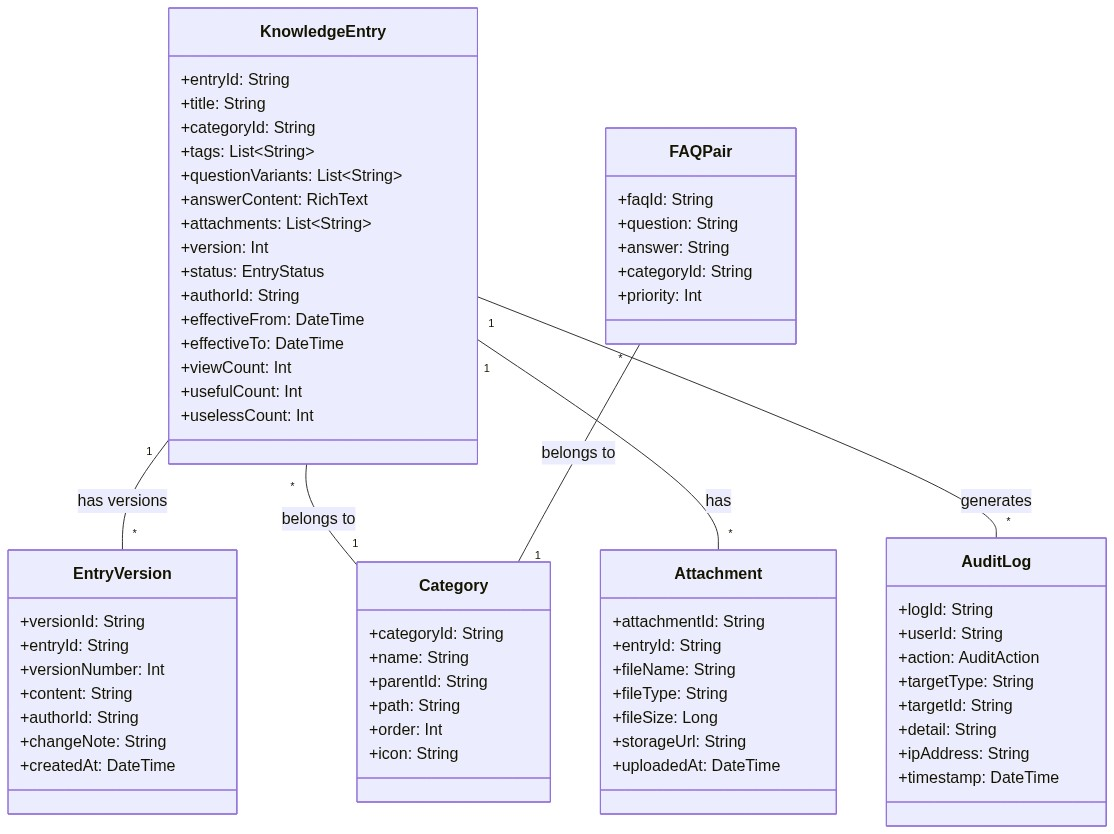 KnowledgeEntry
+entryId: String
+title: String
+categoryId: String
+tags: List<String>
+questionVariants: List<String>
+answerContent: RichText
+attachments: List<String>
+version: Int
+status: EntryStatus
+authorId: String
+effectiveFrom: DateTime
+effectiveTo: DateTime
+viewCount: Int
+usefulCount: Int
+uselessCount: Int
FAQPair
+faqId: String
+question: String
+answer: String
+categoryId: String
+priority: Int
1
1
*
1
has versions
*
*
belongs to
1
belongs to
1
has
*
generates
*
EntryVersion
+versionId: String
+entryId: String
+versionNumber: Int
+content: String
+authorId: String
+changeNote: String
+createdAt: DateTime
Category
+categoryId: String
+name: String
+parentId: String
+path: String
+order: Int
+icon: String
Attachment
+attachmentId: String
+entryId: String
+fileName: String
+fileType: String
+fileSize: Long
+storageUrl: String
+uploadedAt: DateTime
AuditLog
+logId: String
+userId: String
+action: AuditAction
+targetType: String
+targetId: String
+detail: String
+ipAddress: String
+timestamp: DateTime